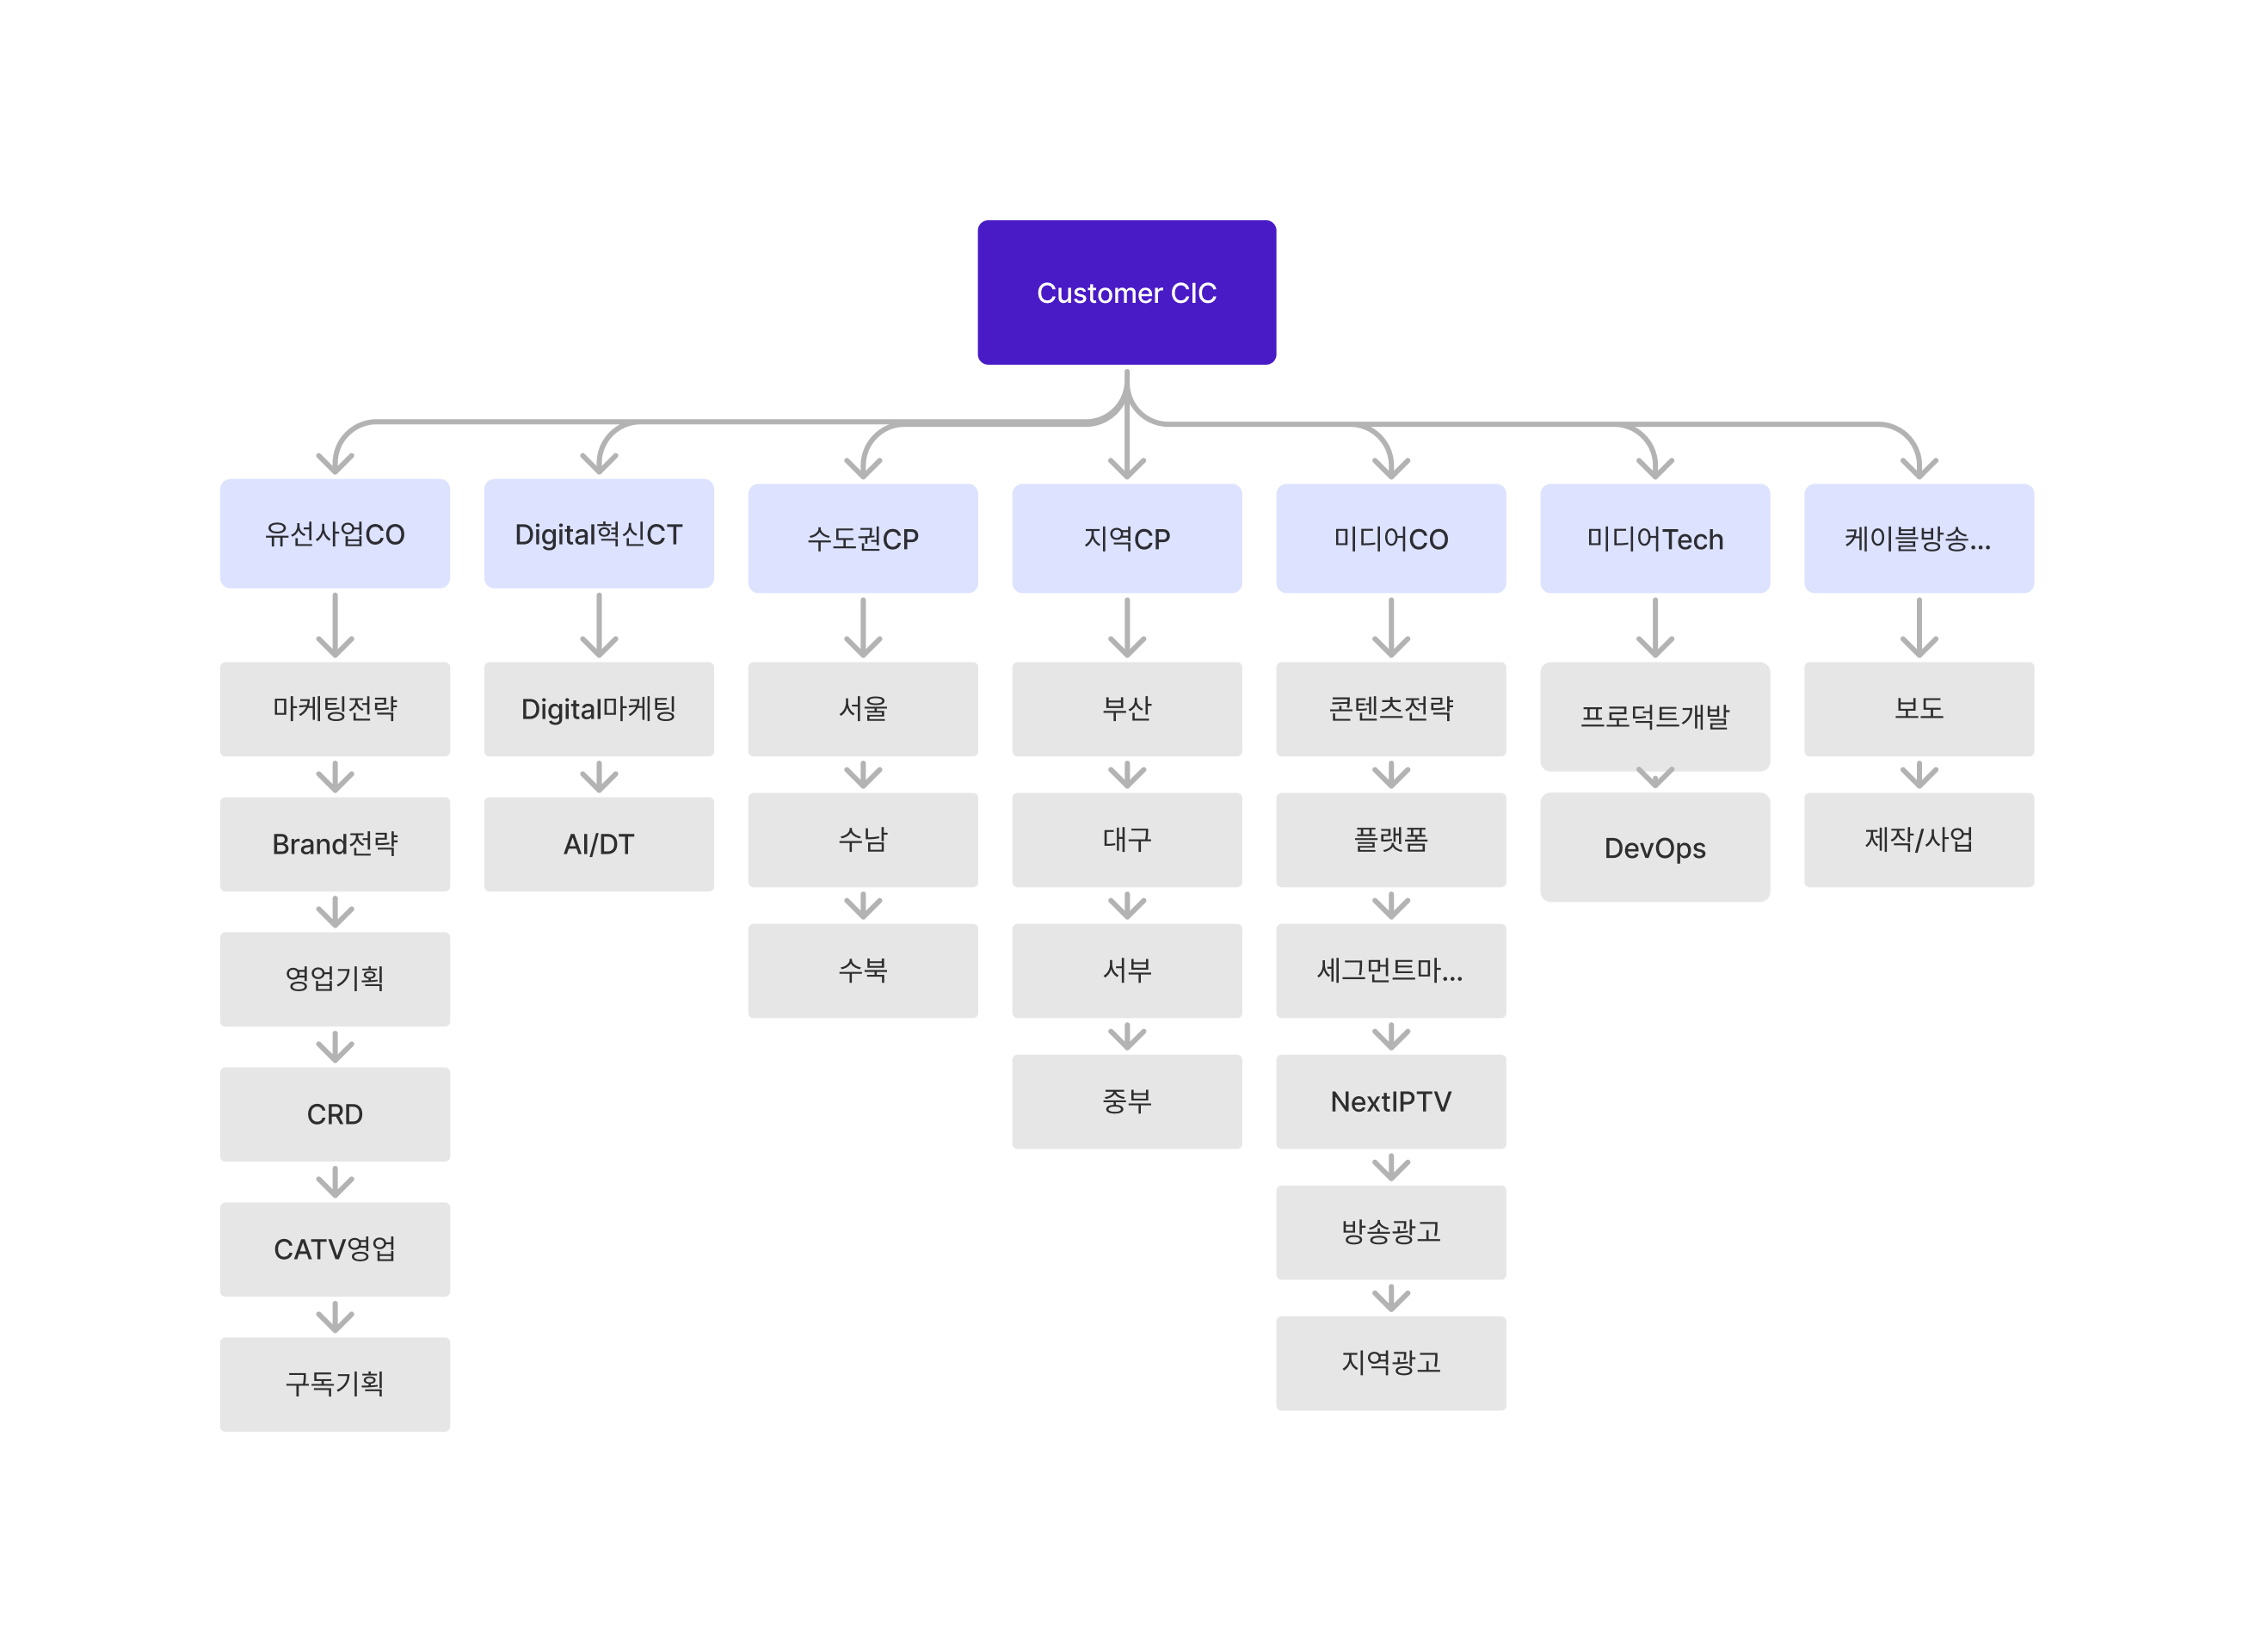 Customer CIC
유선사업CO
Digital혁신CT
수도권CP
지역CP
미디어CO
미디어Tech
케이블방송...
마케팅전략
Digital마케팅
서울
부산
콘텐츠전략
프로덕트개발
보도
Brand전략
AI/DT
수남
대구
플랫폼
DevOps
제작/사업
영업기획
수북
서부
세그먼트마...
CRD
중부
NextIPTV
CATV영업
방송광고
구독기획
지역광고